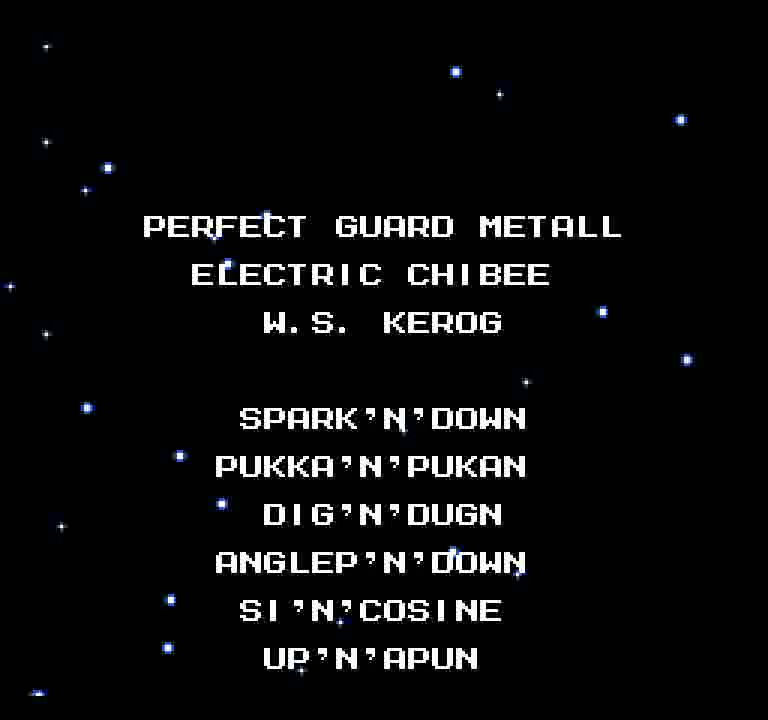 PERFECT GUARD METALL
ELECTRIC CHIBEE
W.S. KEROG
SPARK'N'DOWN
PUKKA'N'PUKAN
DIG'N'DUGN
ANGLEP'N'DOWN
SI'N'COSINE
UP'N'APUN